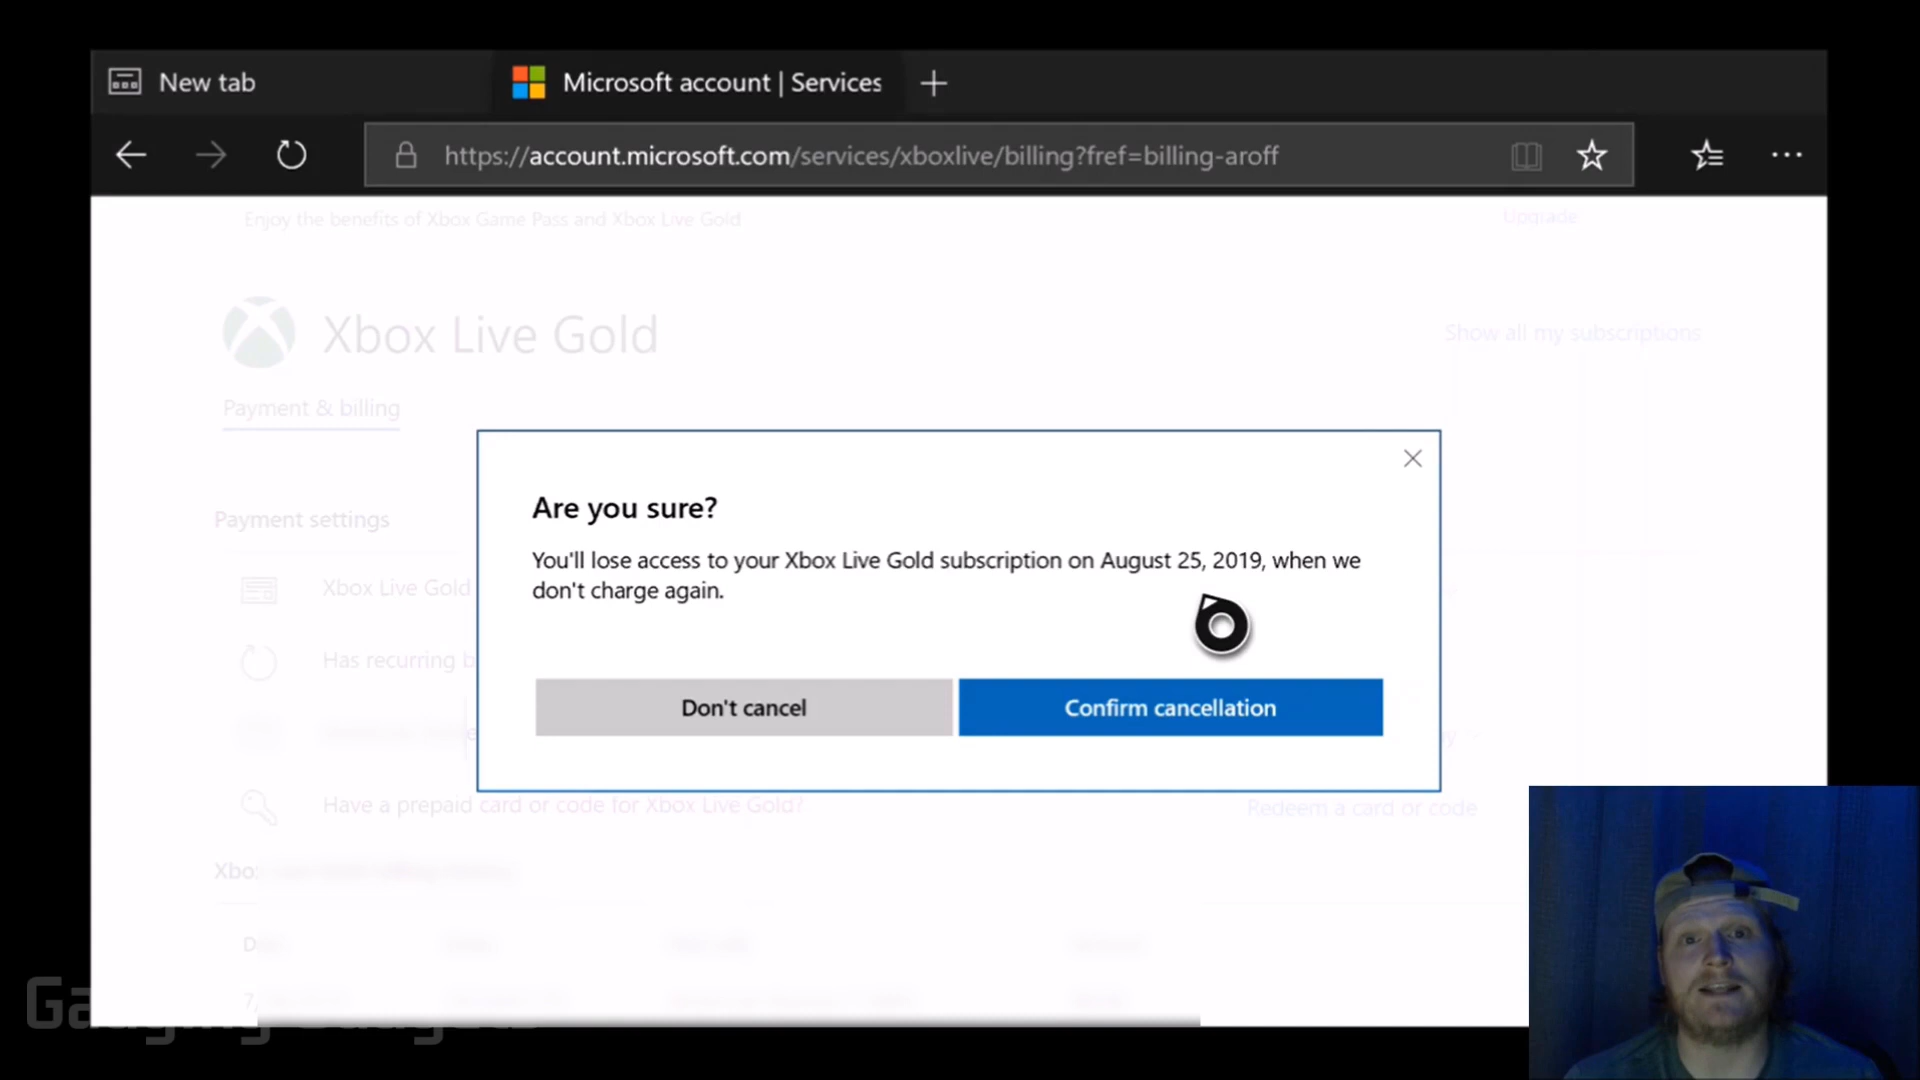 New tab
Microsoft account | Services
https://account.microsoft.com/services/xboxlive/billing?fref=billing-aroff
Enjoy the benefits of Xbox Game Pass and Xbox Live Gold
Upgrade
Xbox Live Gold
Show all my subscriptions
Payment & billing
Payment settings
Xbox Live Gold
Has recurring b
Are you sure?
You'll lose access to your Xbox Live Gold subscription on August 25, 2019, when we
don't charge again.
Don't cancel
Confirm cancellation
Have a prepaid card or code for Xbox Live Gold?
Redeem a card or code
Xbo
Gauging Gadgets